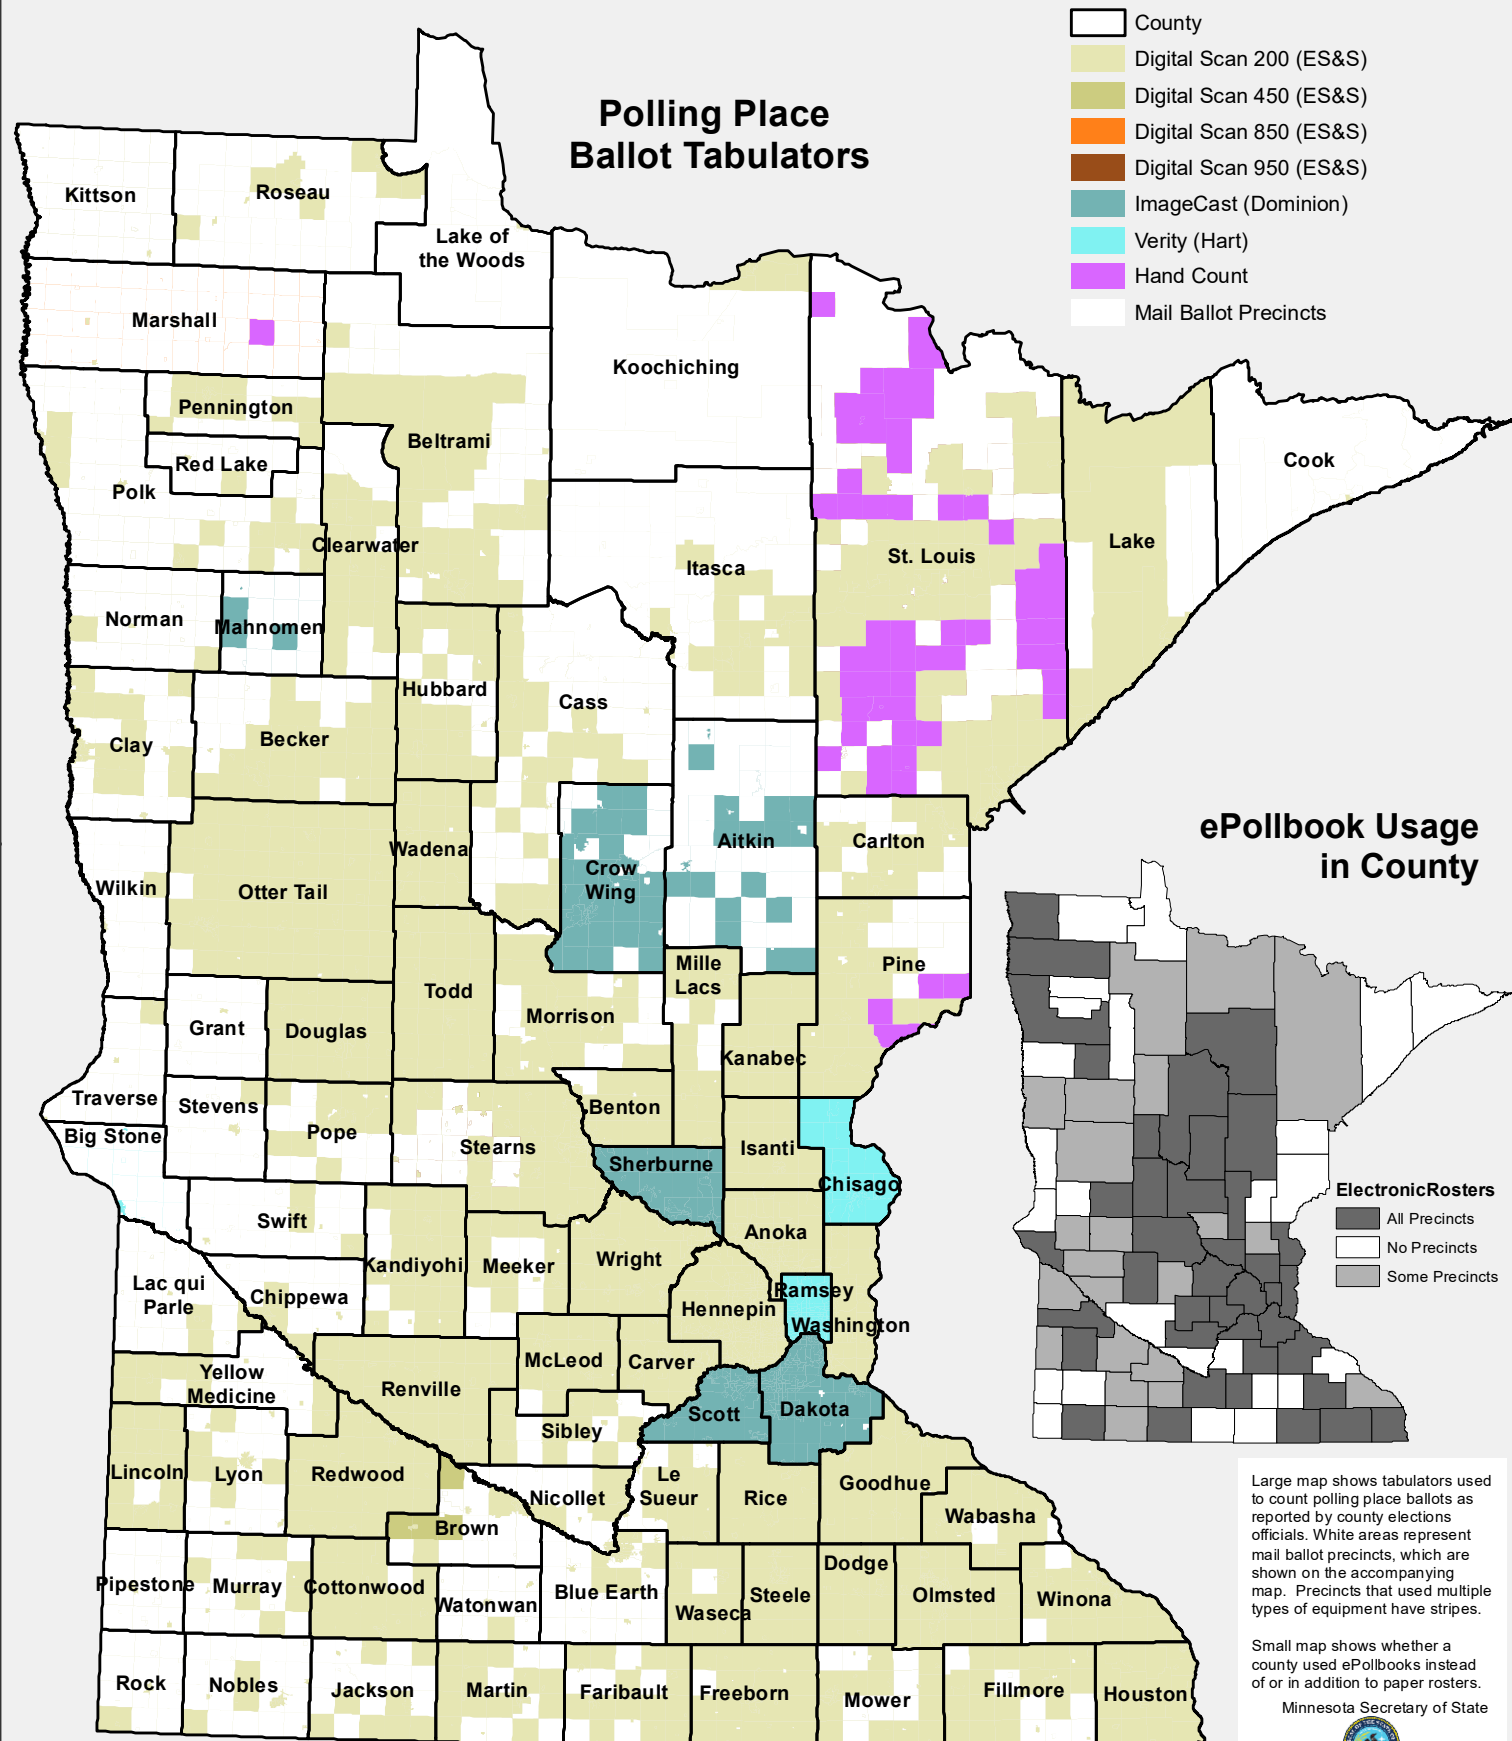 Polling Place
Ballot Tabulators
County
Digital Scan 200 (ES&S)
Digital Scan 450 (ES&S)
Digital Scan 850 (ES&S)
Digital Scan 950 (ES&S)
ImageCast (Dominion)
Verity (Hart)
Hand Count
Mail Ballot Precincts
Kittson
Roseau
Lake of
the Woods
Marshall
Koochiching
Pennington
Beltrami
Red Lake
Polk
Cook
Clearwater
Itasca
St. Louis
Lake
Norman
Mahnomen
Hubbard
Cass
Clay
Becker
Wadena
Aitkin
Carlton
Crow
Wing
Wilkin
Otter Tail
Mille
Lacs
Pine
Todd
Morrison
Grant
Douglas
Kanabec
Traverse
Stevens
Benton
Big Stone
Pope
Stearns
Isanti
Sherburne
Chisago
Swift
Anoka
Kandiyohi
Meeker
Wright
Lac qui
Parle
Chippewa
Ramsey
Hennepin
Washington
McLeod
Carver
Yellow
Medicine
Renville
Scott
Dakota
Sibley
Lincoln
Lyon
Redwood
Le
Sueur
Rice
Goodhue
Nicollet
Wabasha
Brown
Pipestone
Murray
Cottonwood
Watonwan
Blue Earth
Waseca
Steele
Dodge
Olmsted
Winona
Rock
Nobles
Jackson
Martin
Faribault
Freeborn
Mower
Fillmore
Houston
ePollbook Usage
in County
ElectronicRosters
All Precincts
No Precincts
Some Precincts
Large map shows tabulators used
to count polling place ballots as
reported by county elections
officials. White areas represent
mail ballot precincts, which are
shown on the accompanying
map. Precincts that used multiple
types of equipment have stripes.
Small map shows whether a
county used ePollbooks instead
of or in addition to paper rosters.
Minnesota Secretary of State